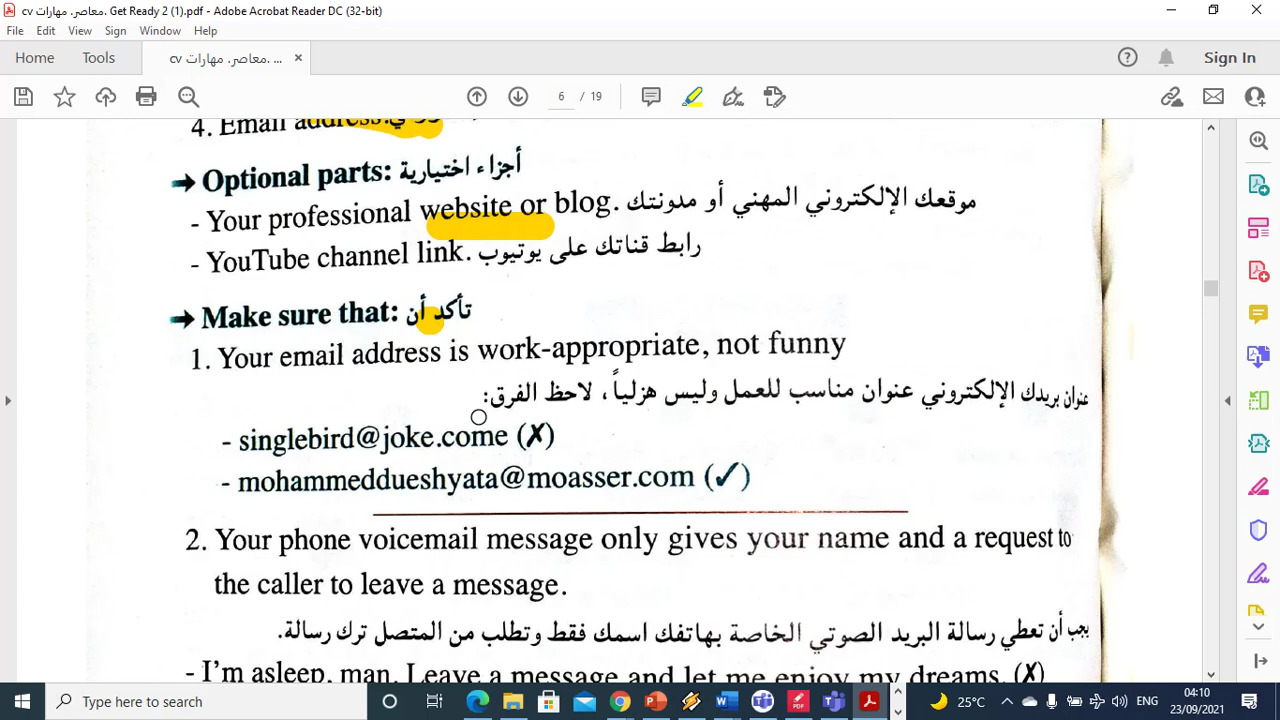 cv معاصر. مهارات. Get Ready 2 (1).pdf - Adobe Acrobat Reader DC (32-bit)
File Edit View Sign Window Help
Home Tools cv معاصر. مهارات. ... × Sign In
6 / 19
4. Email address.
➔ Optional parts: أجزاء اختيارية
- Your professional website or blog. موقعك الإلكتروني المهني أو مدونتك
- YouTube channel link. رابط قناتك على يوتيوب
➔ Make sure that: تأكد أن
1. Your email address is work-appropriate, not funny
عنوان بريدك الإلكتروني عنوان مناسب للعمل وليس هزلياً، لاحظ الفرق:
- singlebird@joke.come (✗)
- mohammeddueshyata@moasser.com (✓)
2. Your phone voicemail message only gives your name and a request to
the caller to leave a message.
يجب أن تعطي رسالة البريد الصوتي الخاصة بهاتفك اسمك فقط وتطلب من المتصل ترك رسالة.
- I'm asleep, man. Leave a message and let me enjoy my dreams. (✗)
Type here to search 25°C ENG 04:10
23/09/2021